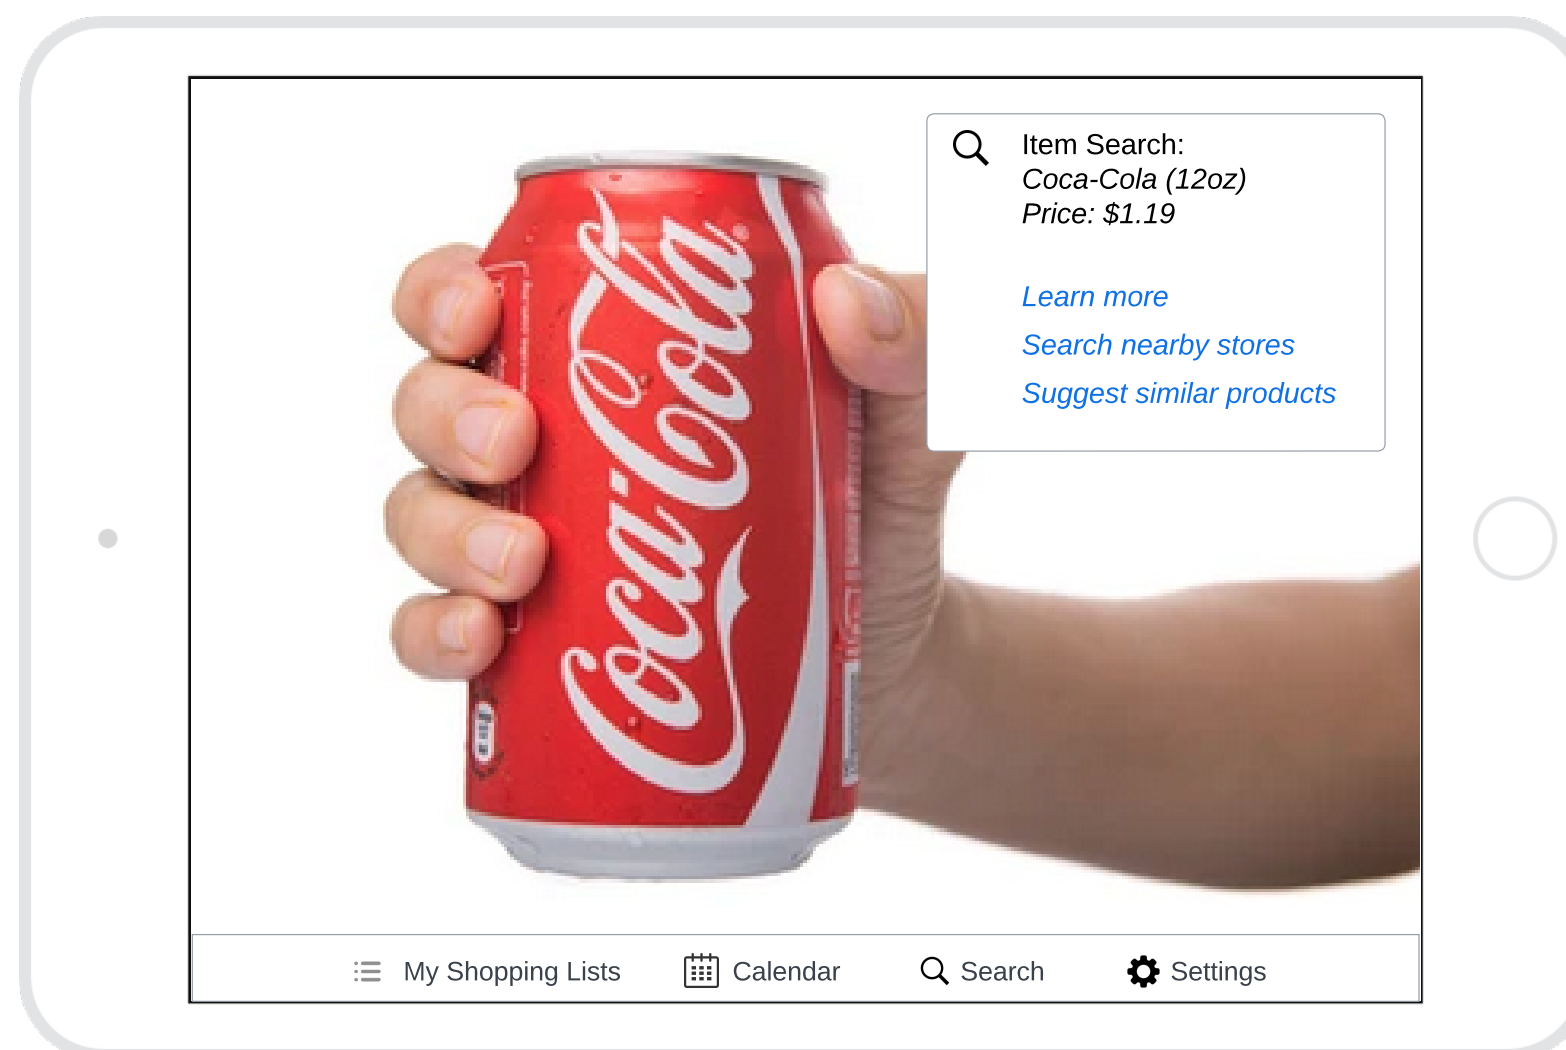 Coca-Cola
Item Search:
Coca-Cola (12oz)
Price: $1.19
Learn more
Search nearby stores
Suggest similar products
My Shopping Lists
Calendar
Search
Settings